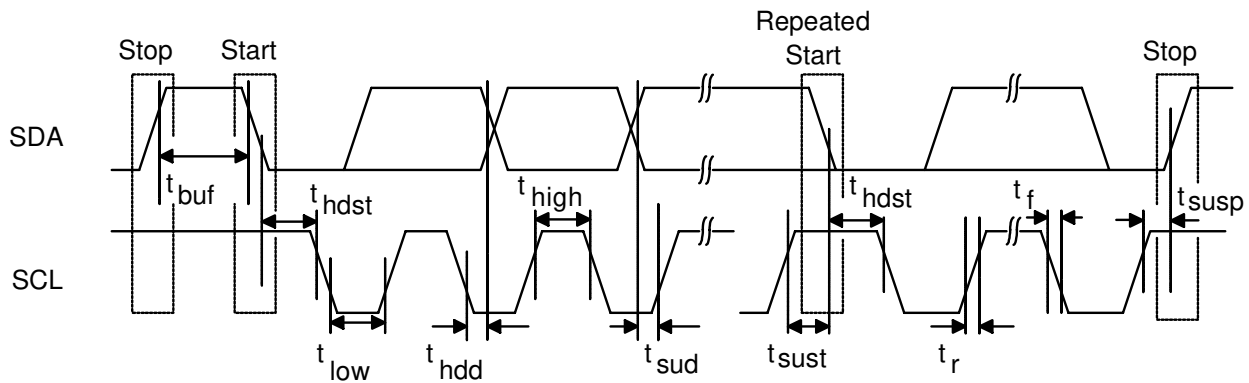 Repeated
Stop Start Start Stop
SDA
t buf t hdst t high t hdst t f t susp
SCL
t low t hdd t sud t sust t r